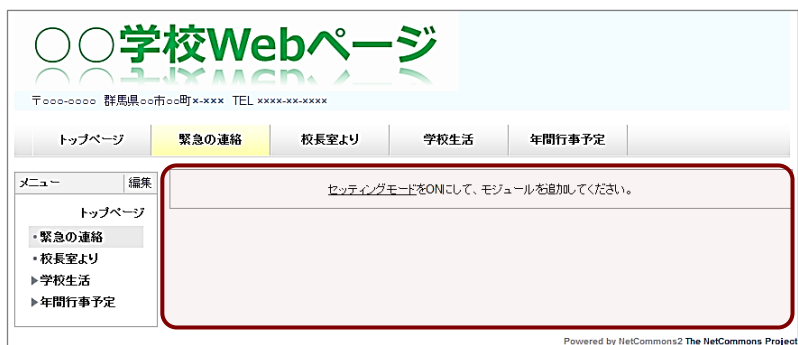 ○○学校Webページ
〒○○○-○○○○ 群馬県○○市○○町×-××× TEL ××××-××-××××
トップページ 緊急の連絡 校長室より 学校生活 年間行事予定
メニュー 編集
トップページ
・緊急の連絡
・校長室より
▶学校生活
▶年間行事予定
セッティングモードをONにして、モジュールを追加してください。
Powered by NetCommons2 The NetCommons Project